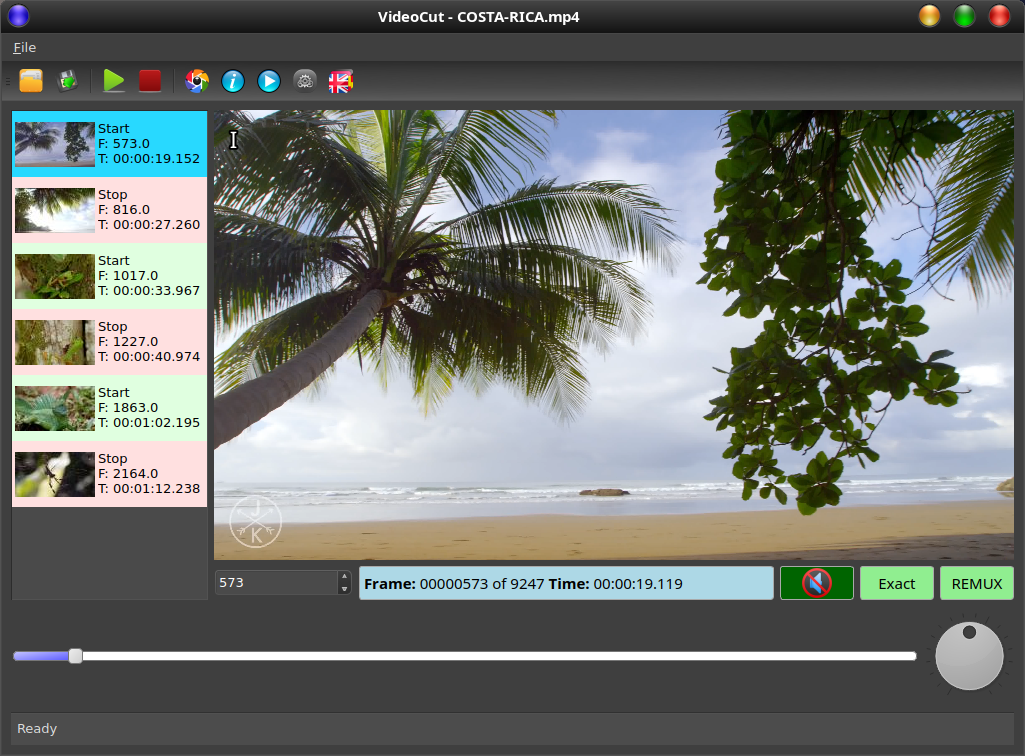 VideoCut - COSTA-RICA.mp4
File
Start
F: 573.0
T: 00:00:19.152
Stop
F: 816.0
T: 00:00:27.260
Start
F: 1017.0
T: 00:00:33.967
Stop
F: 1227.0
T: 00:00:40.974
Start
F: 1863.0
T: 00:01:02.195
Stop
F: 2164.0
T: 00:01:12.238
J
K
573
Frame: 00000573 of 9247 Time: 00:00:19.119
Exact
REMUX
Ready